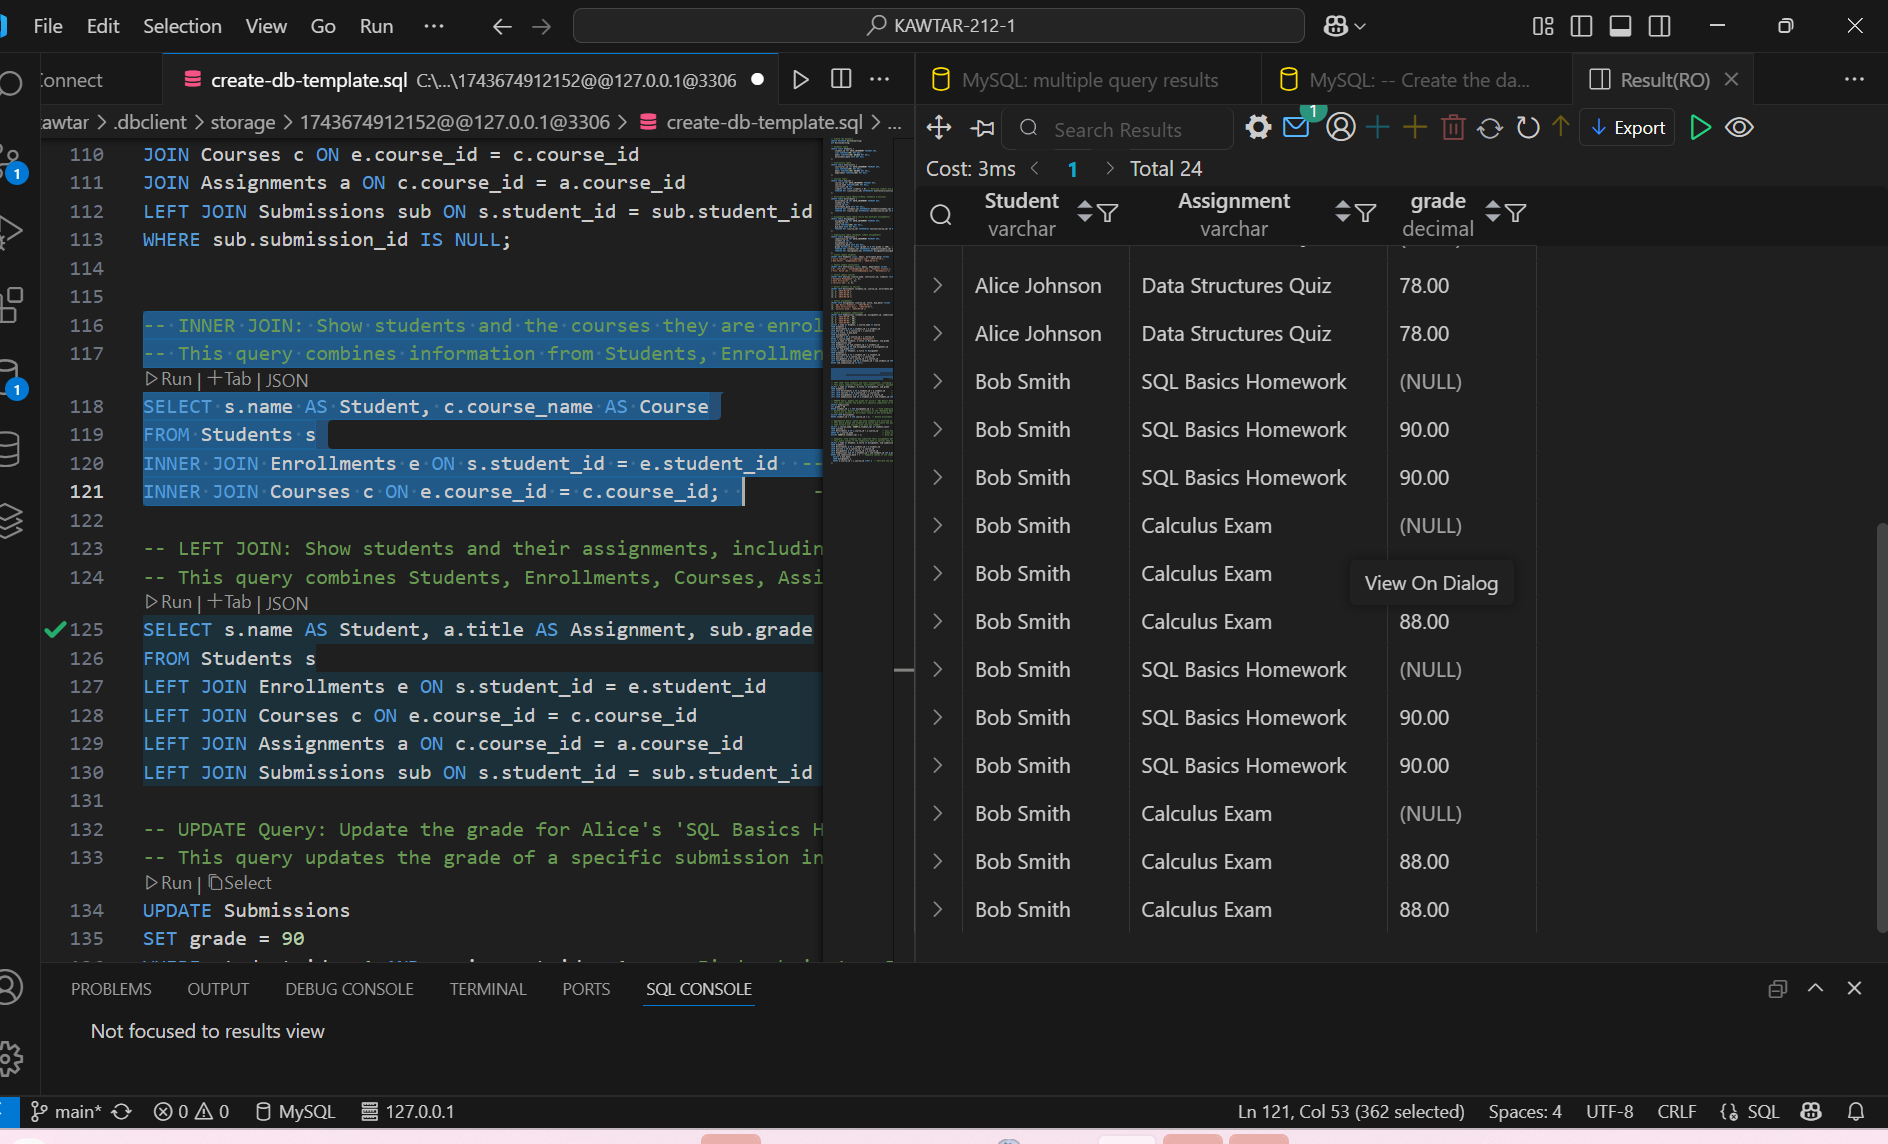 File Edit Selection View Go Run ···
KAWTAR-212-1
Connect
create-db-template.sql C:\...\1743674912152@@127.0.0.1@3306
MySQL: multiple query results
MySQL: -- Create the da...
Result(RO)
awtar > .dbclient > storage > 1743674912152@@127.0.0.1@3306 > create-db-template.sql > ...
Search Results
1
Export
Cost: 3ms < 1 > Total 24
110 JOIN Courses c ON e.course_id = c.course_id
111 JOIN Assignments a ON c.course_id = a.course_id
112 LEFT JOIN Submissions sub ON s.student_id = sub.student_id
113 WHERE sub.submission_id IS NULL;
114
115
116 -- INNER JOIN: Show students and the courses they are enrol
117 -- This query combines information from Students, Enrollmen
Run | +Tab | JSON
118 SELECT s.name AS Student, c.course_name AS Course
119 FROM Students s
120 INNER JOIN Enrollments e ON s.student_id = e.student_id --
121 INNER JOIN Courses c ON e.course_id = c.course_id; -
122
123 -- LEFT JOIN: Show students and their assignments, includin
124 -- This query combines Students, Enrollments, Courses, Assi
Run | +Tab | JSON
125 SELECT s.name AS Student, a.title AS Assignment, sub.grade
126 FROM Students s
127 LEFT JOIN Enrollments e ON s.student_id = e.student_id
128 LEFT JOIN Courses c ON e.course_id = c.course_id
129 LEFT JOIN Assignments a ON c.course_id = a.course_id
130 LEFT JOIN Submissions sub ON s.student_id = sub.student_id
131
132 -- UPDATE Query: Update the grade for Alice's 'SQL Basics H
133 -- This query updates the grade of a specific submission in
Run | Select
134 UPDATE Submissions
135 SET grade = 90
1
1
Student Assignment grade
varchar varchar decimal
Alice Johnson Data Structures Quiz 78.00
Alice Johnson Data Structures Quiz 78.00
Bob Smith SQL Basics Homework (NULL)
Bob Smith SQL Basics Homework 90.00
Bob Smith SQL Basics Homework 90.00
Bob Smith Calculus Exam (NULL)
Bob Smith Calculus Exam
View On Dialog
Bob Smith Calculus Exam 88.00
Bob Smith SQL Basics Homework (NULL)
Bob Smith SQL Basics Homework 90.00
Bob Smith SQL Basics Homework 90.00
Bob Smith Calculus Exam (NULL)
Bob Smith Calculus Exam 88.00
Bob Smith Calculus Exam 88.00
PROBLEMS OUTPUT DEBUG CONSOLE TERMINAL PORTS SQL CONSOLE
Not focused to results view
main* 0 0 MySQL 127.0.0.1
Ln 121, Col 53 (362 selected) Spaces: 4 UTF-8 CRLF SQL